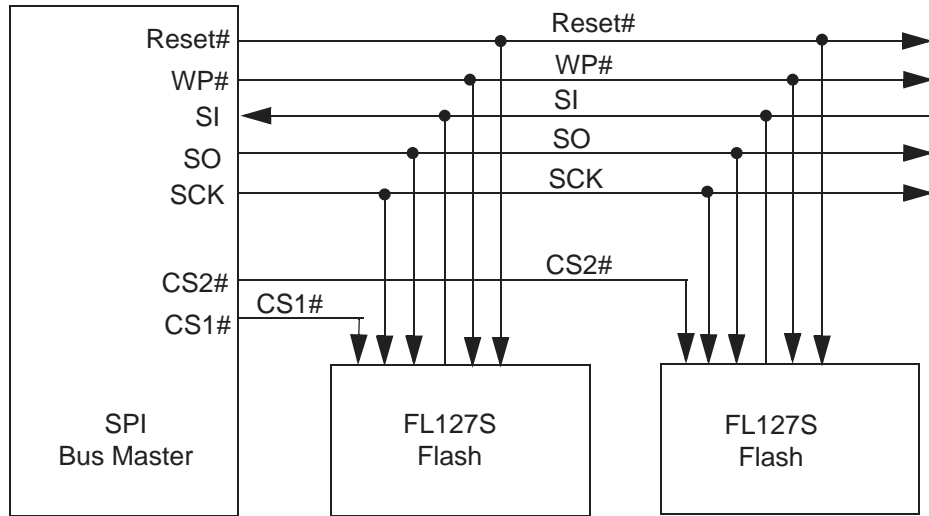 Reset#
Reset#
WP#
WP#
SI
SI
SO
SO
SCK
SCK
CS2#
CS2#
CS1#
CS1#
SPI
Bus Master
FL127S
Flash
FL127S
Flash